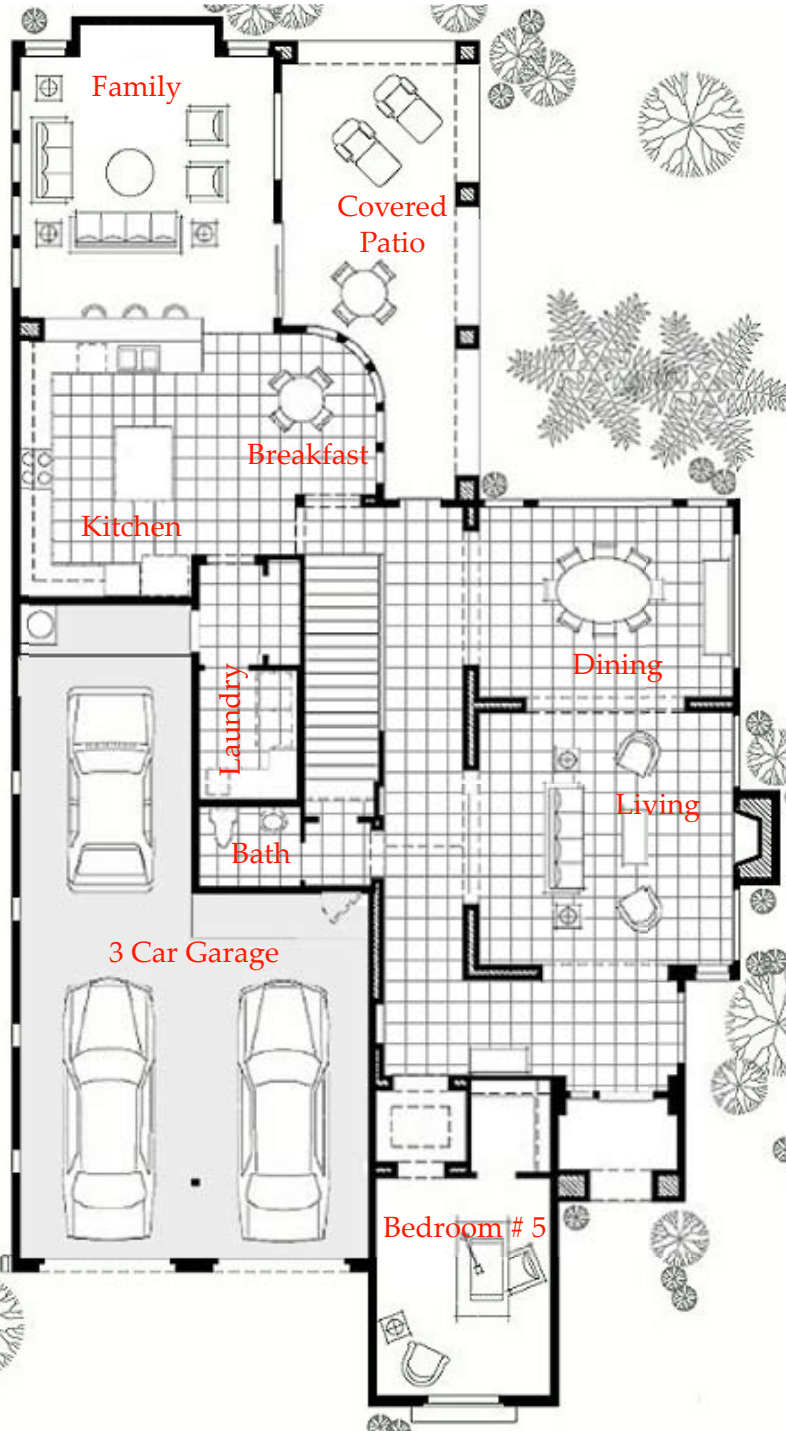 Family
Covered
Patio
Breakfast
Kitchen
Dining
Laundry
Living
Bath
3 Car Garage
Bedroom # 5